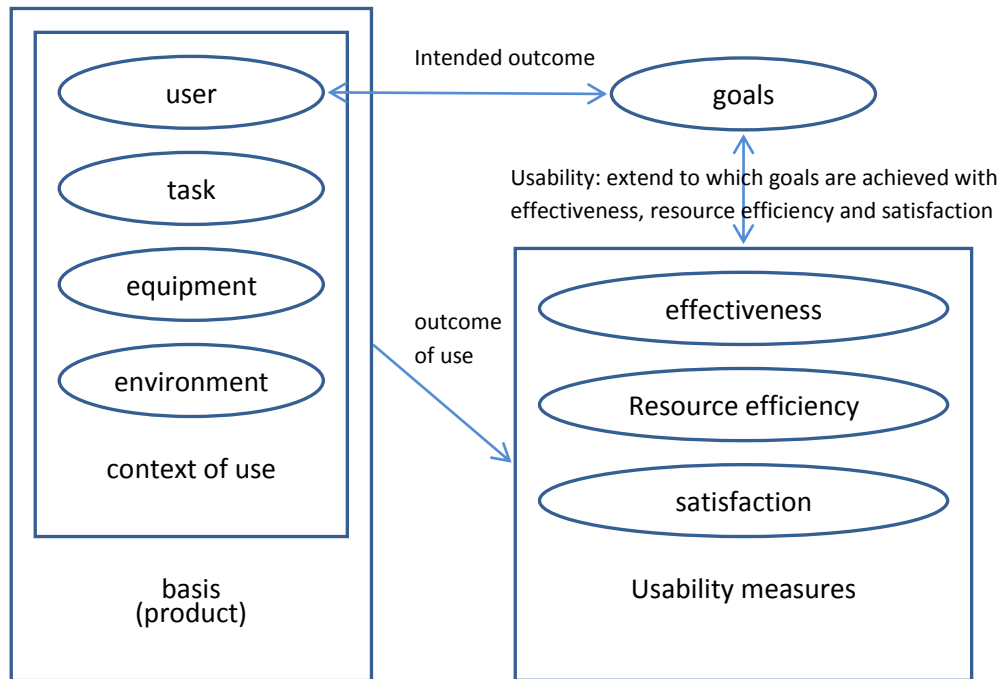 user
task
equipment
environment
context of use
basis
(product)
Intended outcome
goals
Usability: extend to which goals are achieved with
effectiveness, resource efficiency and satisfaction
outcome
of use
effectiveness
Resource efficiency
satisfaction
Usability measures